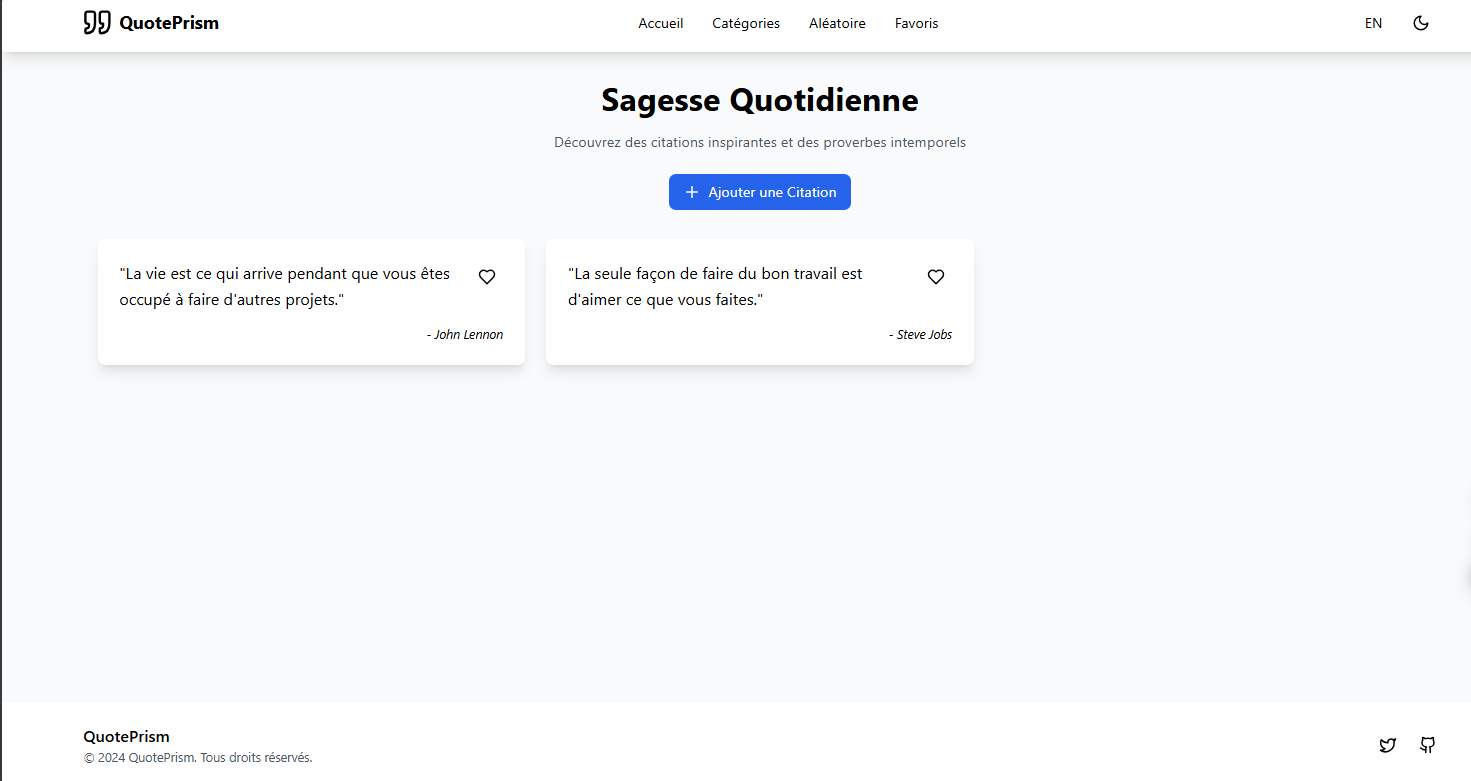 QuotePrism
Accueil Catégories Aléatoire Favoris
EN
Sagesse Quotidienne
Découvrez des citations inspirantes et des proverbes intemporels
Ajouter une Citation
"La vie est ce qui arrive pendant que vous êtes
occupé à faire d'autres projets."
- John Lennon
"La seule façon de faire du bon travail est
d'aimer ce que vous faites."
- Steve Jobs
QuotePrism
© 2024 QuotePrism. Tous droits réservés.